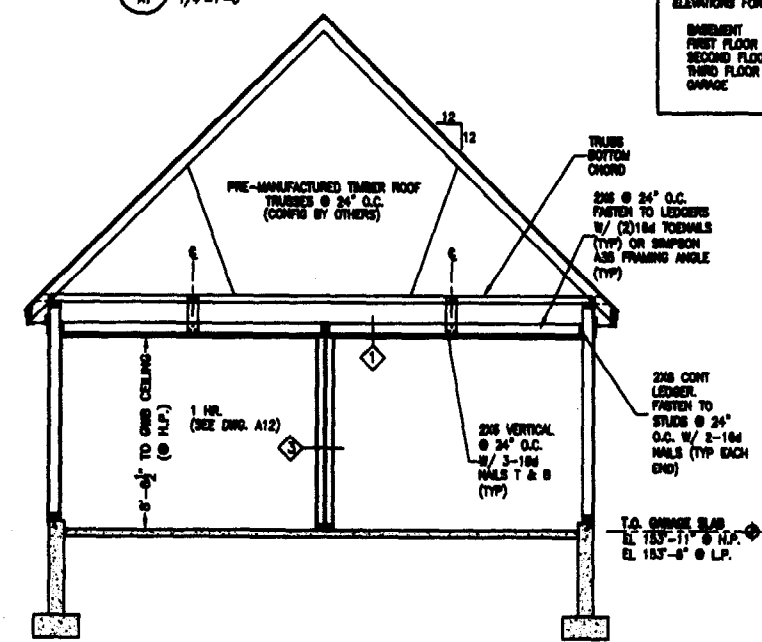 A1
1/4"=1'-0"
ELEVATIONS FOR
BASEMENT
FIRST FLOOR
SECOND FLOO
THIRD FLOOR
GARAGE
12
12
TRUSS
BOTTOM
CHORD
PRE-MANUFACTURED TIMBER ROOF
TRUSSES @ 24" O.C.
(CONFIG BY OTHERS)
2X6 @ 24" O.C.
FASTEN TO LEDGERS
W/ (2)16d TOENAILS
(TYP) OR SIMPSON
A35 FRAMING ANGLE
(TYP)
℄
℄
1
8'-0½" TO GWB CEILING
(@ H.P.)
1 HR.
(SEE DWG. A12)
3
2X6 VERTICAL
@ 24" O.C.
W/ 3-16d
NAILS T & B
(TYP)
2X6 CONT
LEDGER.
FASTEN TO
STUDS @ 24"
O.C. W/ 2-16d
NAILS (TYP EACH
END)
T.O. GARAGE SLAB
EL 153'-11" @ H.P.
EL 153'-8" @ L.P.